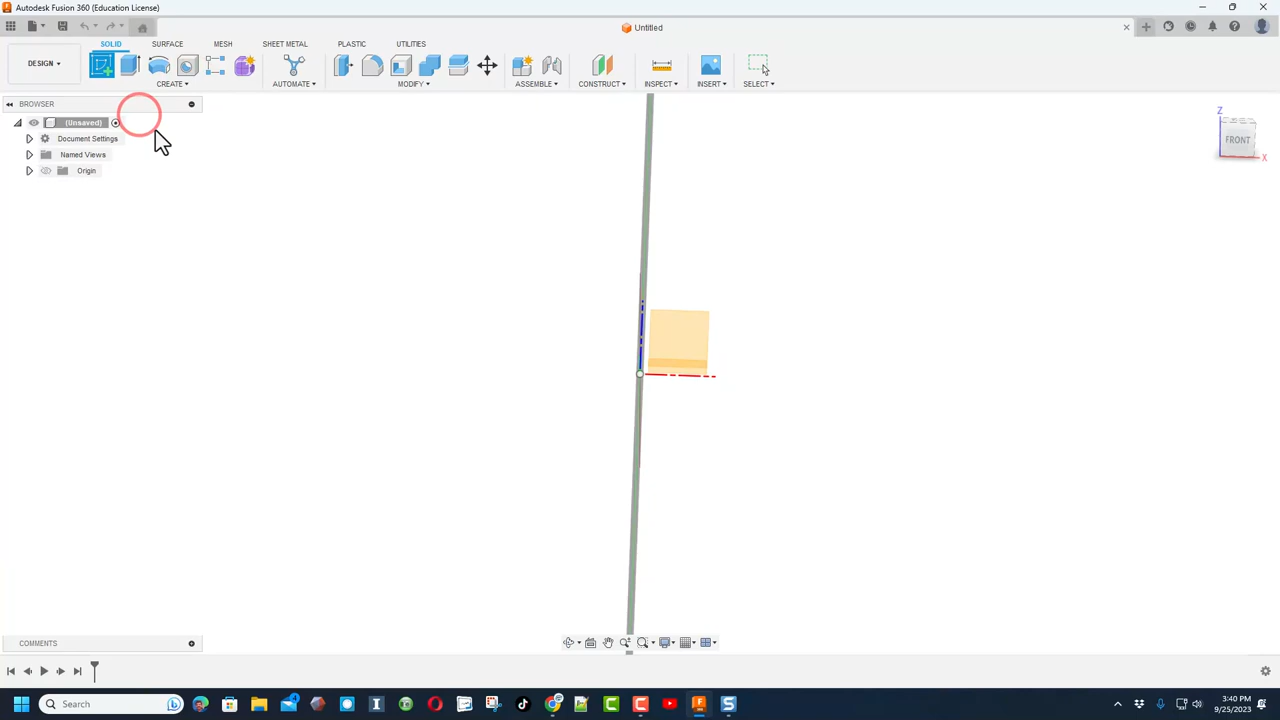 Autodesk Fusion 360 (Education License)
Untitled
DESIGN
SOLID
SURFACE
MESH
SHEET METAL
PLASTIC
UTILITIES
CREATE
AUTOMATE
MODIFY
ASSEMBLE
CONSTRUCT
INSPECT
INSERT
SELECT
BROWSER
(Unsaved)
Document Settings
Named Views
Origin
Z
FRONT
X
COMMENTS
Search
4
3:40 PM
9/25/2023